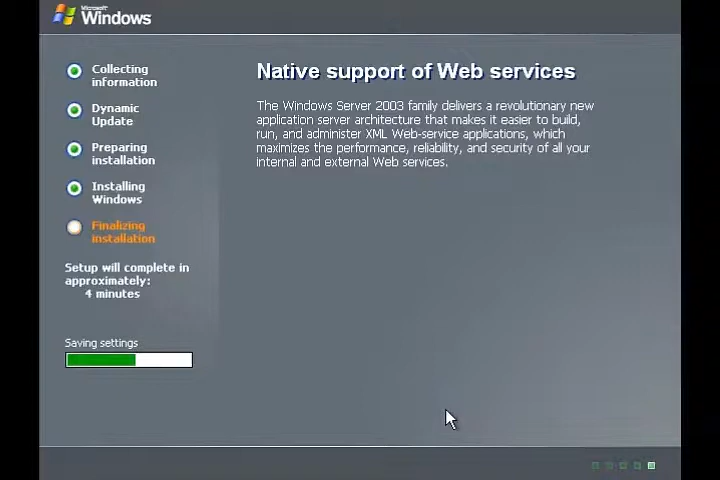 Microsoft
Windows
Collecting
information
Dynamic
Update
Preparing
installation
Installing
Windows
Finalizing
installation
Setup will complete in
approximately:
4 minutes
Saving settings
Native support of Web services
The Windows Server 2003 family delivers a revolutionary new
application server architecture that makes it easier to build,
run, and administer XML Web-service applications, which
maximizes the performance, reliability, and security of all your
internal and external Web services.